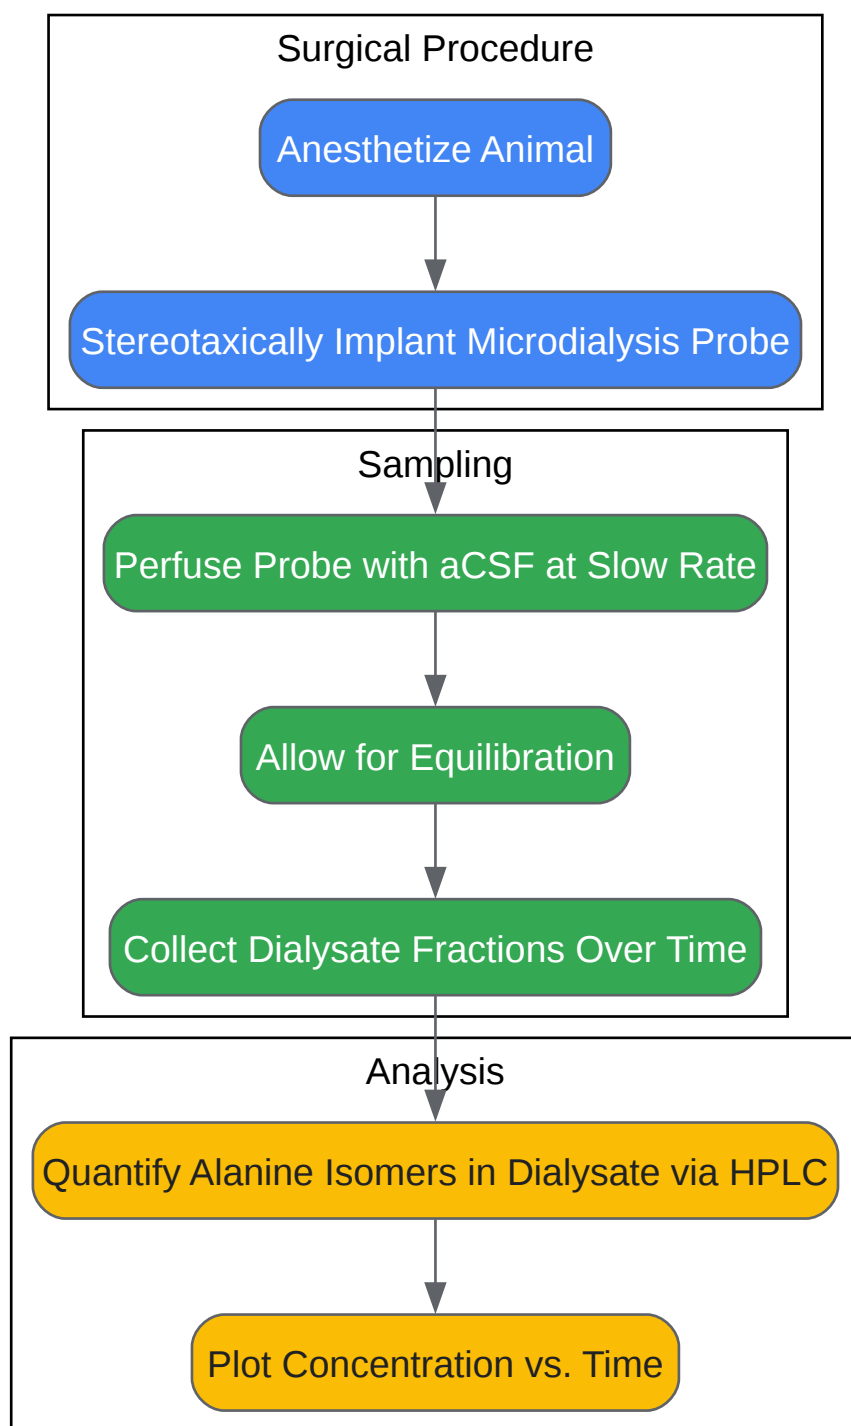 Surgical Procedure
Anesthetize Animal
Stereotaxically Implant Microdialysis Probe
Sampling
Perfuse Probe with aCSF at Slow Rate
Allow for Equilibration
Collect Dialysate Fractions Over Time
Analysis
Quantify Alanine Isomers in Dialysate via HPLC
Plot Concentration vs. Time